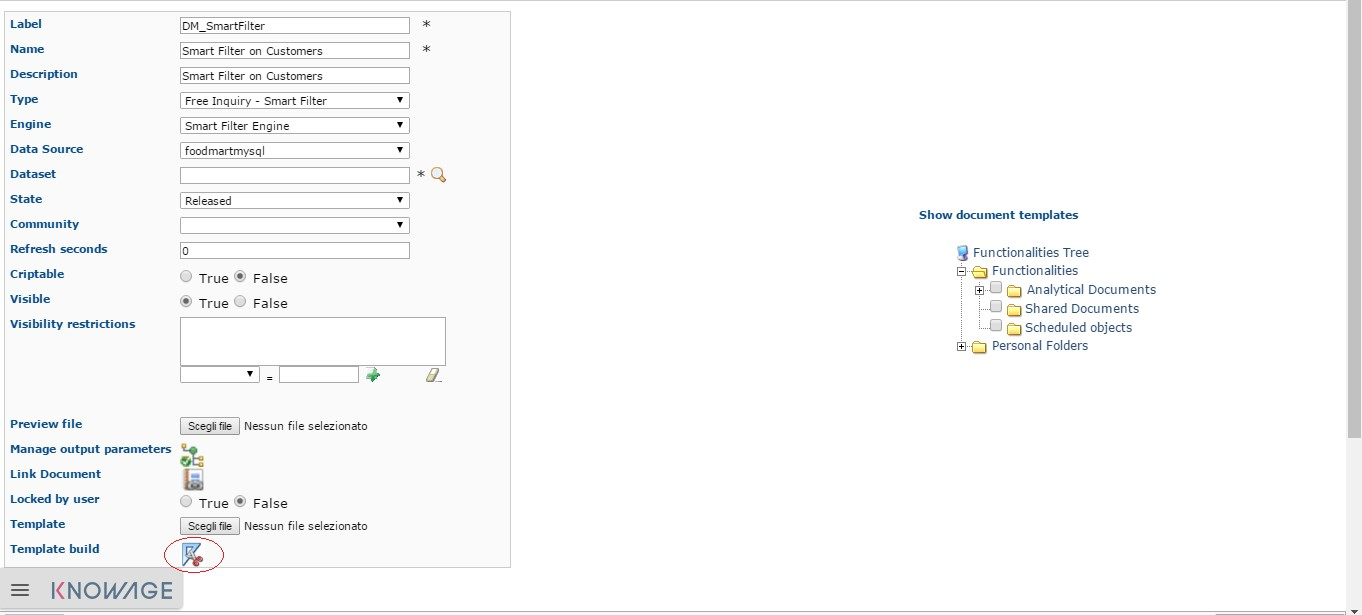 Label DM_SmartFilter *
Name Smart Filter on Customers *
Description Smart Filter on Customers
Type Free Inquiry - Smart Filter
Engine Smart Filter Engine
Data Source foodmartmysql
Dataset *
State Released
Community
Refresh seconds 0
Criptable True False
Visible True False
Visibility restrictions
=
Preview file Scegli file Nessun file selezionato
Manage output parameters
Link Document
Locked by user True False
Template Scegli file Nessun file selezionato
Template build
KNOWAGE
Show document templates
Functionalities Tree
Functionalities
Analytical Documents
Shared Documents
Scheduled objects
Personal Folders